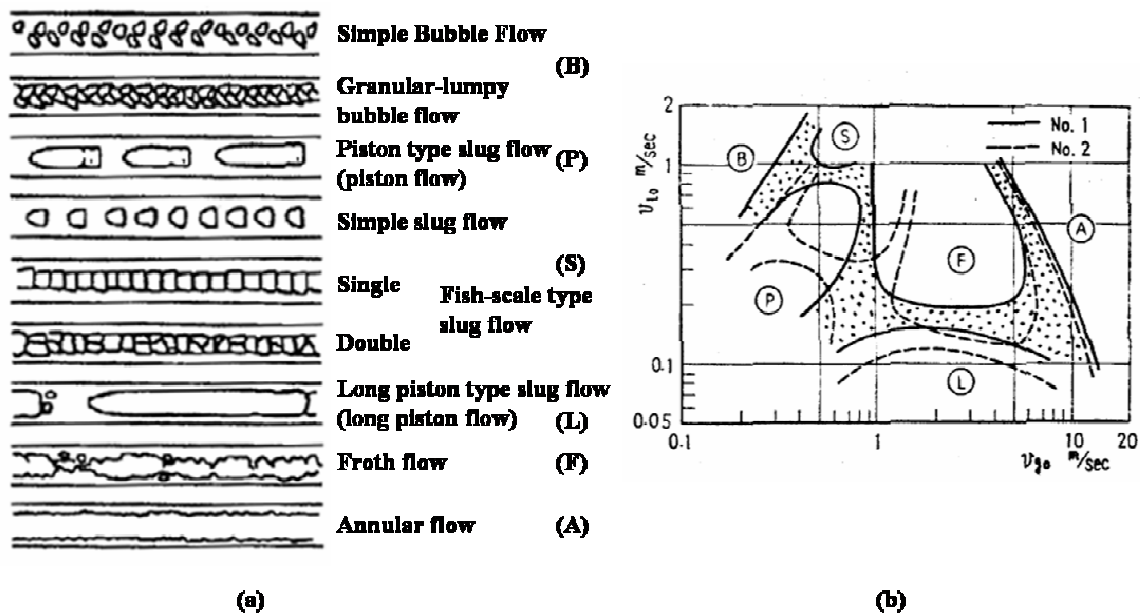 Simple Bubble Flow
(B)
Granular-lumpy
bubble flow
Piston type slug flow (P)
(piston flow)
Simple slug flow
(S)
Single Fish-scale type
slug flow
Double
Long piston type slug flow
(long piston flow) (L)
Froth flow (F)
Annular flow (A)
(a)
2
1
0.1
0.05
υlo m/sec
0.1 1 10 20
υgo m/sec
No. 1
No. 2
B
S
A
F
P
L
(b)